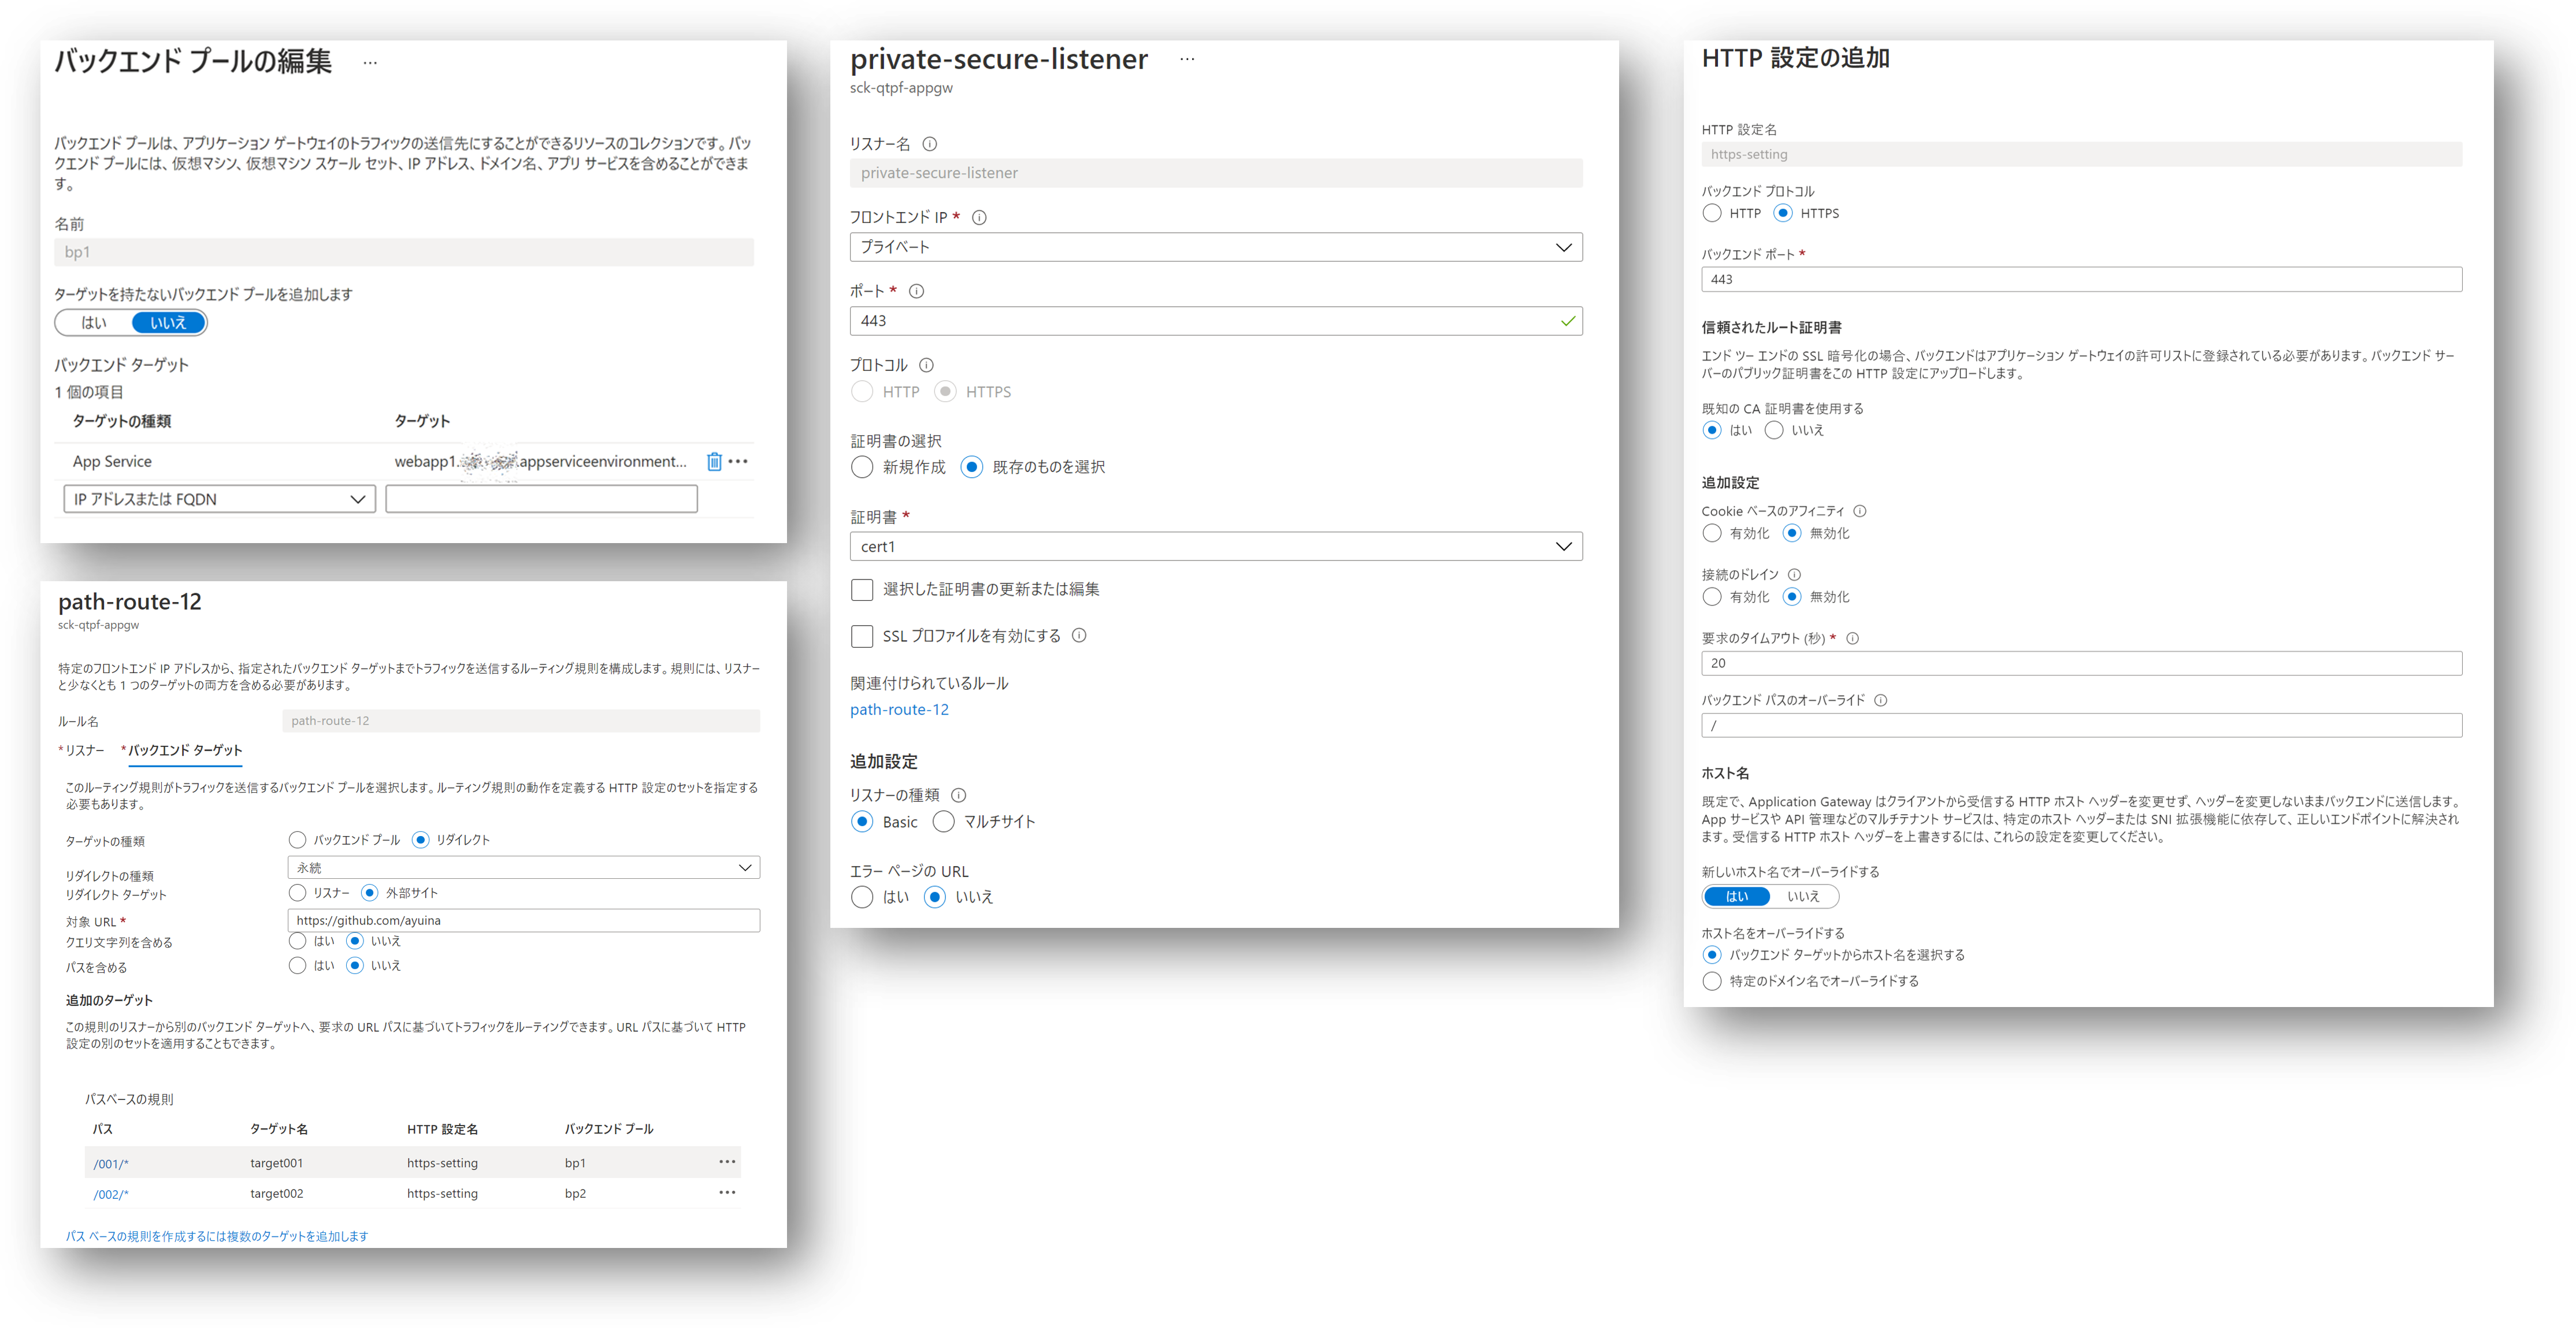 バックエンド プールの編集 …
バックエンド プールは、アプリケーション ゲートウェイのトラフィックの送信先にすることができるリソースのコレクションです。バッ
クエンド プールには、仮想マシン、仮想マシン スケール セット、IP アドレス、ドメイン名、アプリ サービスを含めることができま
す。
名前
bp1
ターゲットを持たないバックエンド プールを追加します
はい いいえ
バックエンド ターゲット
1 個の項目
ターゲットの種類 ターゲット
App Service webapp1. .appserviceenvironment...
IP アドレスまたは FQDN
path-route-12
sck-qtpf-appgw
特定のフロントエンド IP アドレスから、指定されたバックエンド ターゲットまでトラフィックを送信するルーティング規則を構成します。規則には、リスナー
と少なくとも 1 つのターゲットの両方を含める必要があります。
ルール名 path-route-12
*リスナー *バックエンド ターゲット
このルーティング規則がトラフィックを送信するバックエンド プールを選択します。ルーティング規則の動作を定義する HTTP 設定のセットを指定する
必要もあります。
ターゲットの種類 バックエンド プール リダイレクト
リダイレクトの種類 永続
リダイレクト ターゲット リスナー 外部サイト
対象 URL * https://github.com/ayuina
クエリ文字列を含める はい いいえ
パスを含める はい いいえ
追加のターゲット
この規則のリスナーから別のバックエンド ターゲットへ、要求の URL パスに基づいてトラフィックをルーティングできます。URL パスに基づいて HTTP
設定の別のセットを適用することもできます。
パスベースの規則
パス ターゲット名 HTTP 設定名 バックエンド プール
/001/* target001 https-setting bp1
/002/* target002 https-setting bp2
パス ベースの規則を作成するには複数のターゲットを追加します
private-secure-listener …
sck-qtpf-appgw
リスナー名
private-secure-listener
フロントエンド IP *
プライベート
ポート *
443
プロトコル
HTTP HTTPS
証明書の選択
新規作成 既存のものを選択
証明書 *
cert1
選択した証明書の更新または編集
SSL プロファイルを有効にする
関連付けられているルール
path-route-12
追加設定
リスナーの種類
Basic マルチサイト
エラー ページの URL
はい いいえ
HTTP 設定の追加
HTTP 設定名
https-setting
バックエンド プロトコル
HTTP HTTPS
バックエンド ポート *
443
信頼されたルート証明書
エンド ツー エンドの SSL 暗号化の場合、バックエンドはアプリケーション ゲートウェイの許可リストに登録されている必要があります。バックエンド サー
バーのパブリック証明書をこの HTTP 設定にアップロードします。
既知の CA 証明書を使用する
はい いいえ
追加設定
Cookie ベースのアフィニティ
有効化 無効化
接続のドレイン
有効化 無効化
要求のタイムアウト (秒) *
20
バックエンド パスのオーバーライド
/
ホスト名
既定で、Application Gateway はクライアントから受信する HTTP ホスト ヘッダーを変更せず、ヘッダーを変更しないままバックエンドに送信します。
App サービスや API 管理などのマルチテナント サービスは、特定のホスト ヘッダーまたは SNI 拡張機能に依存して、正しいエンドポイントに解決され
ます。受信する HTTP ホスト ヘッダーを上書きするには、これらの設定を変更してください。
新しいホスト名でオーバーライドする
はい いいえ
ホスト名をオーバーライドする
バックエンド ターゲットからホスト名を選択する
特定のドメイン名でオーバーライドする